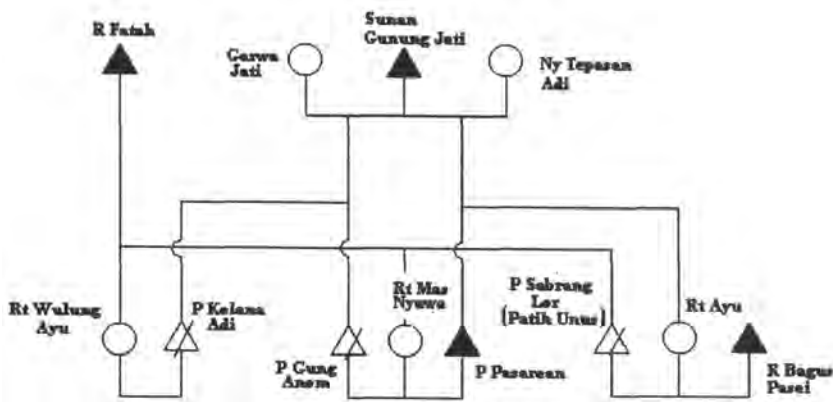 R Fatah
Sunan
Gunung Jati
Garwa
Jati
Ny Tepasan
Adi
Rt Wulung
Ayu
P Kelana
Adi
P Gung
Anom
Rt Mas
Nyawa
P Pasarean
P Sabrang
Lor
(Patih Unus)
Rt Ayu
R Bagus
Pasei